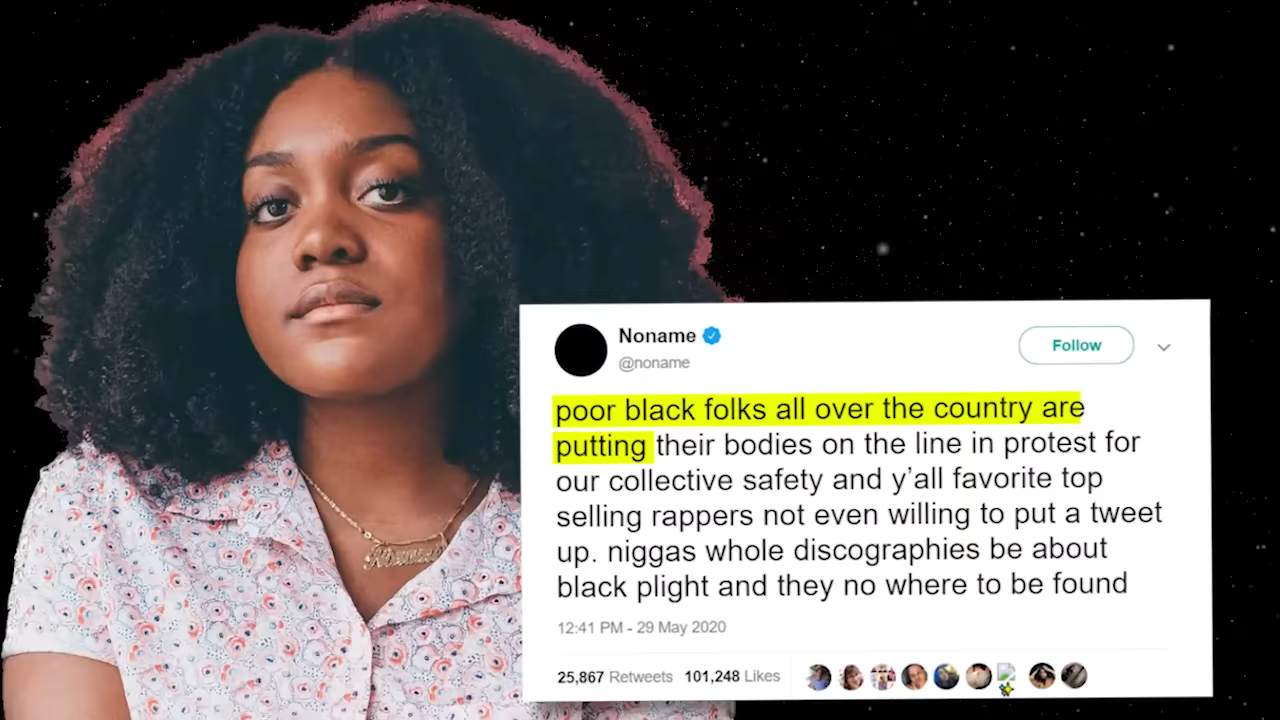 Noname
@noname
Follow
poor black folks all over the country are
putting their bodies on the line in protest for
our collective safety and y’all favorite top
selling rappers not even willing to put a tweet
up. niggas whole discographies be about
black plight and they no where to be found
12:41 PM - 29 May 2020
25,867 Retweets 101,248 Likes